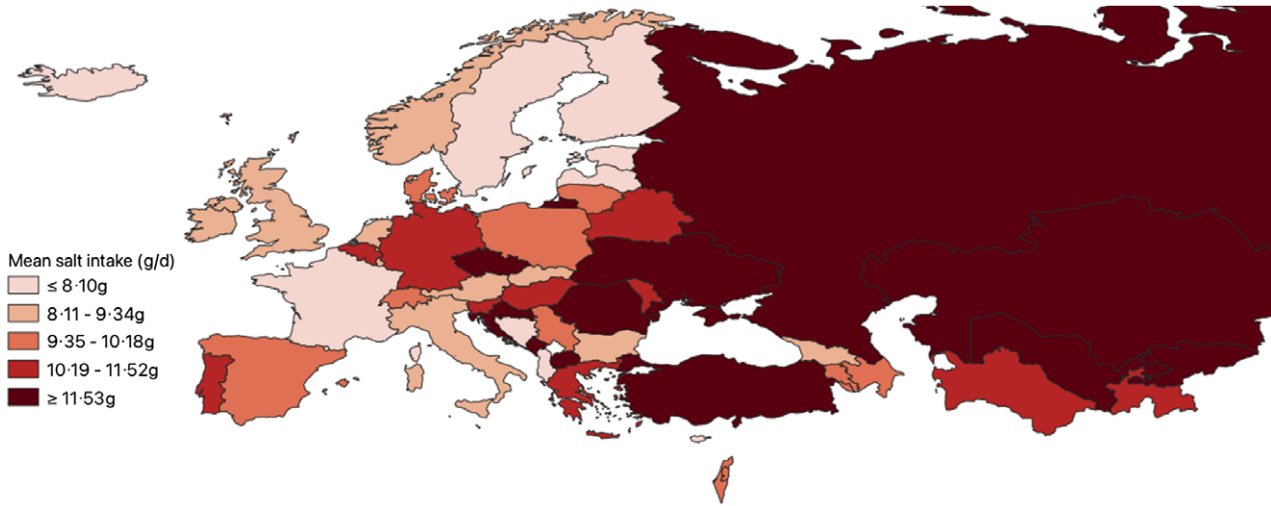 Mean salt intake (g/d)
≤ 8·10g
8·11 - 9·34g
9·35 - 10·18g
10·19 - 11·52g
≥ 11·53g